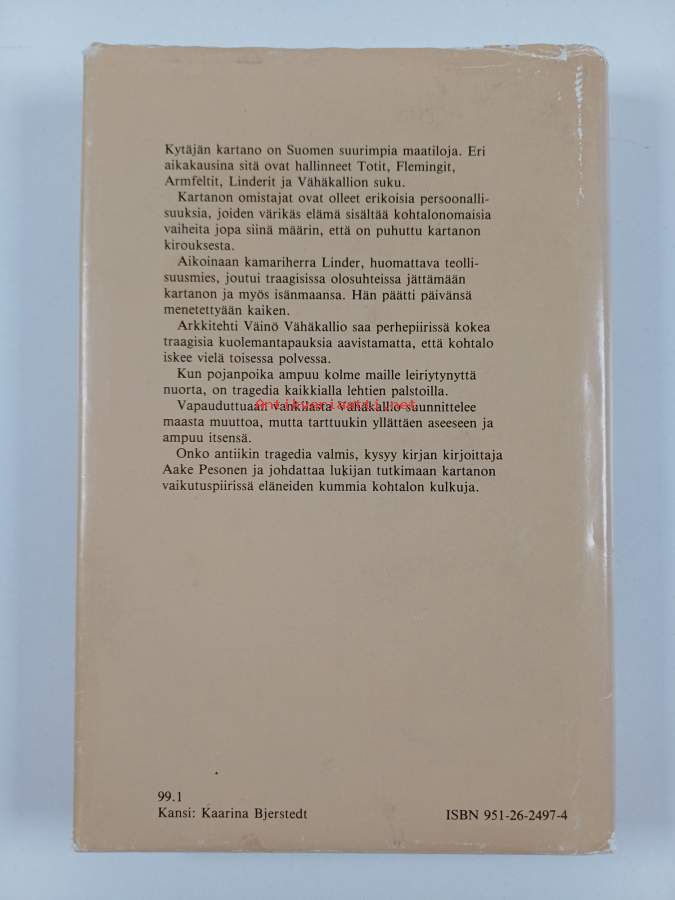 Kytäjän kartano on Suomen suurimpia maatiloja. Eri
aikakausina sitä ovat hallinneet Totit, Flemingit,
Armfeltit, Linderit ja Vähäkallion suku.
Kartanon omistajat ovat olleet erikoisia persoonalli-
suuksia, joiden värikäs elämä sisältää kohtalonomaisia
vaiheita jopa siinä määrin, että on puhuttu kartanon
kirouksesta.
Aikoinaan kamariherra Linder, huomattava teolli-
suusmies, joutui traagisissa olosuhteissa jättämään
kartanon ja myös isänmaansa. Hän päätti päivänsä
menetettyään kaiken.
Arkkitehti Väinö Vähäkallio saa perhepiirissä kokea
traagisia kuolemantapauksia aavistamatta, että kohtalo
iskee vielä toisessa polvessa.
Kun pojanpoika ampuu kolme maille leiriytynyttä
nuorta, on tragedia kaikkialla lehtien palstoilla.
Antikvariaatti.net
Vapauduttuaan vankilasta Vähäkallio suunnittelee
maasta muuttoa, mutta tarttuukin yllättäen aseeseen ja
ampuu itsensä.
Onko antiikin tragedia valmis, kysyy kirjan kirjoittaja
Aake Pesonen ja johdattaa lukijan tutkimaan kartanon
vaikutuspiirissä eläneiden kummia kohtalon kulkuja.
99.1
Kansi: Kaarina Bjerstedt
ISBN 951-26-2497-4